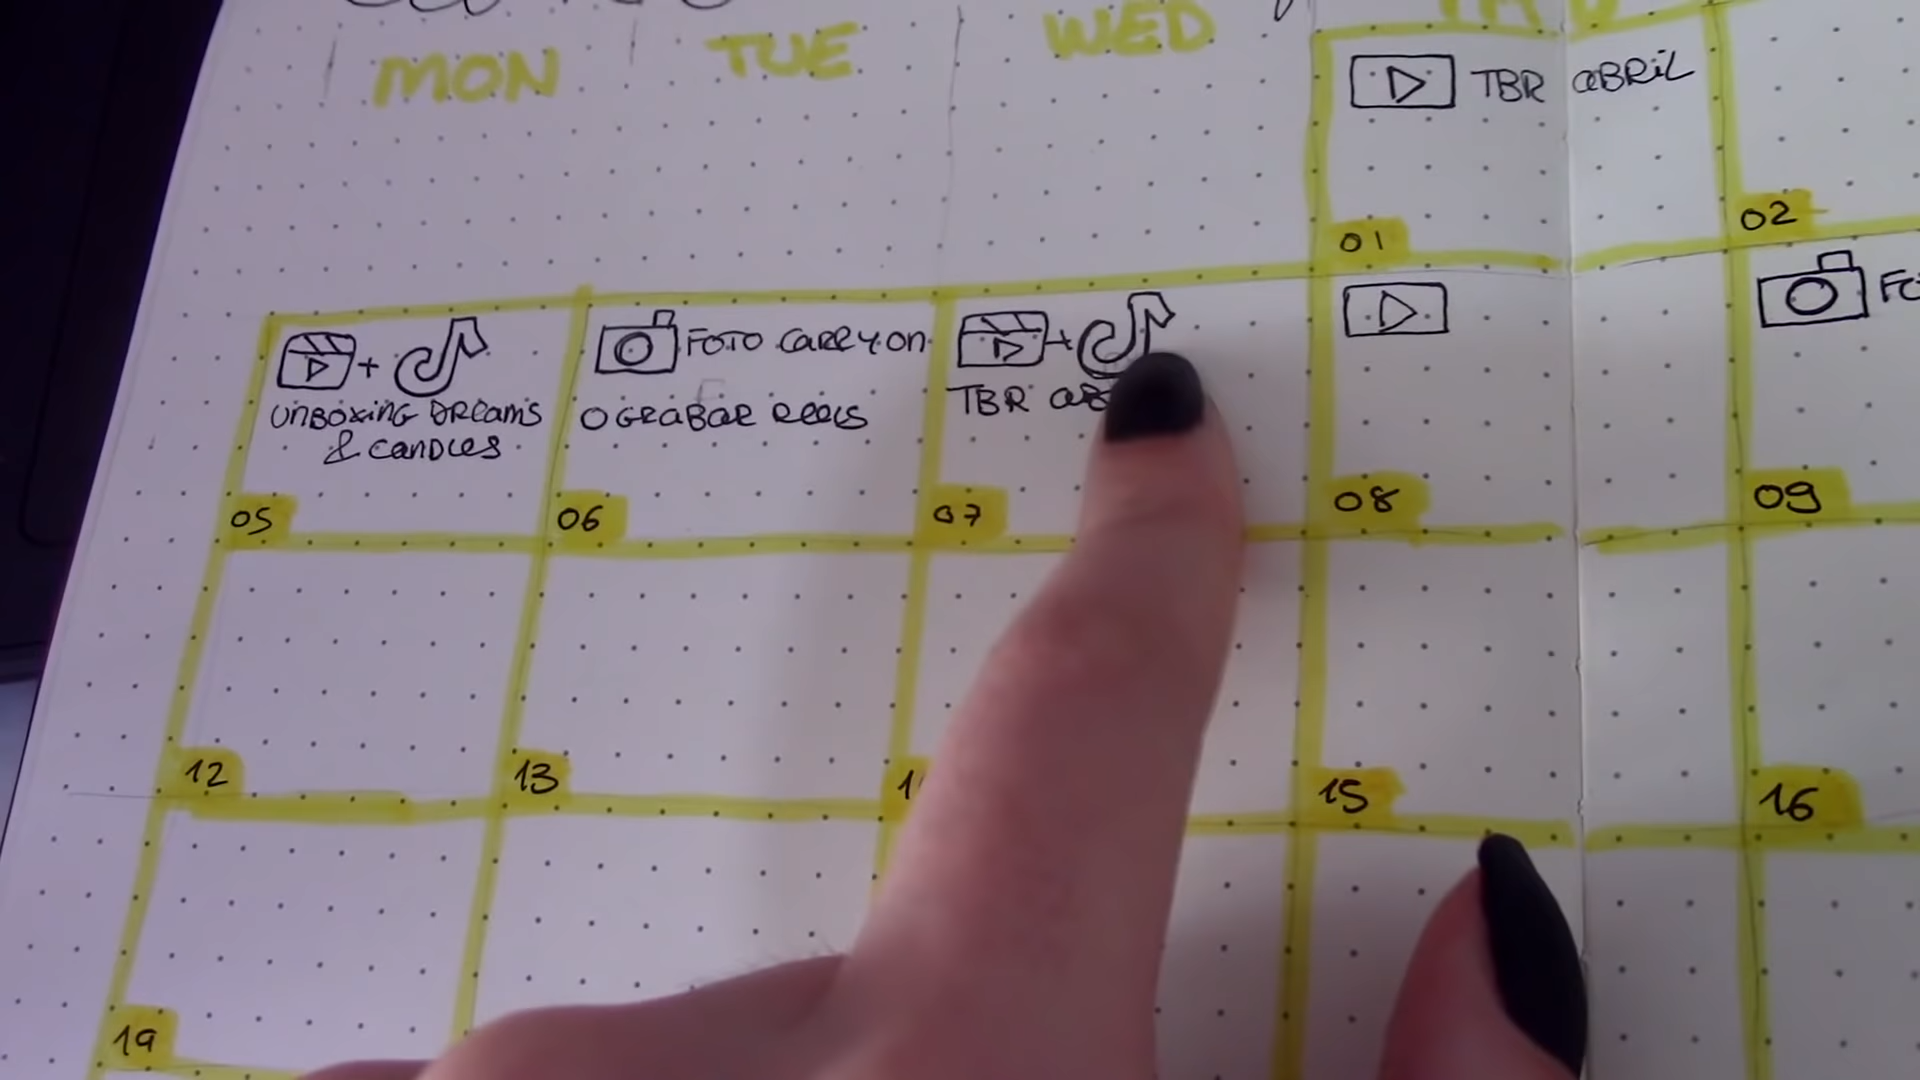 MON TUE WED
TBR aBRiL
01
02
UNBOXING DREAMS
& CANDLES
05
FOTO CARRY ON
O GRABAR REELS
06
TBR
07
08
09
12
13
15
16
19